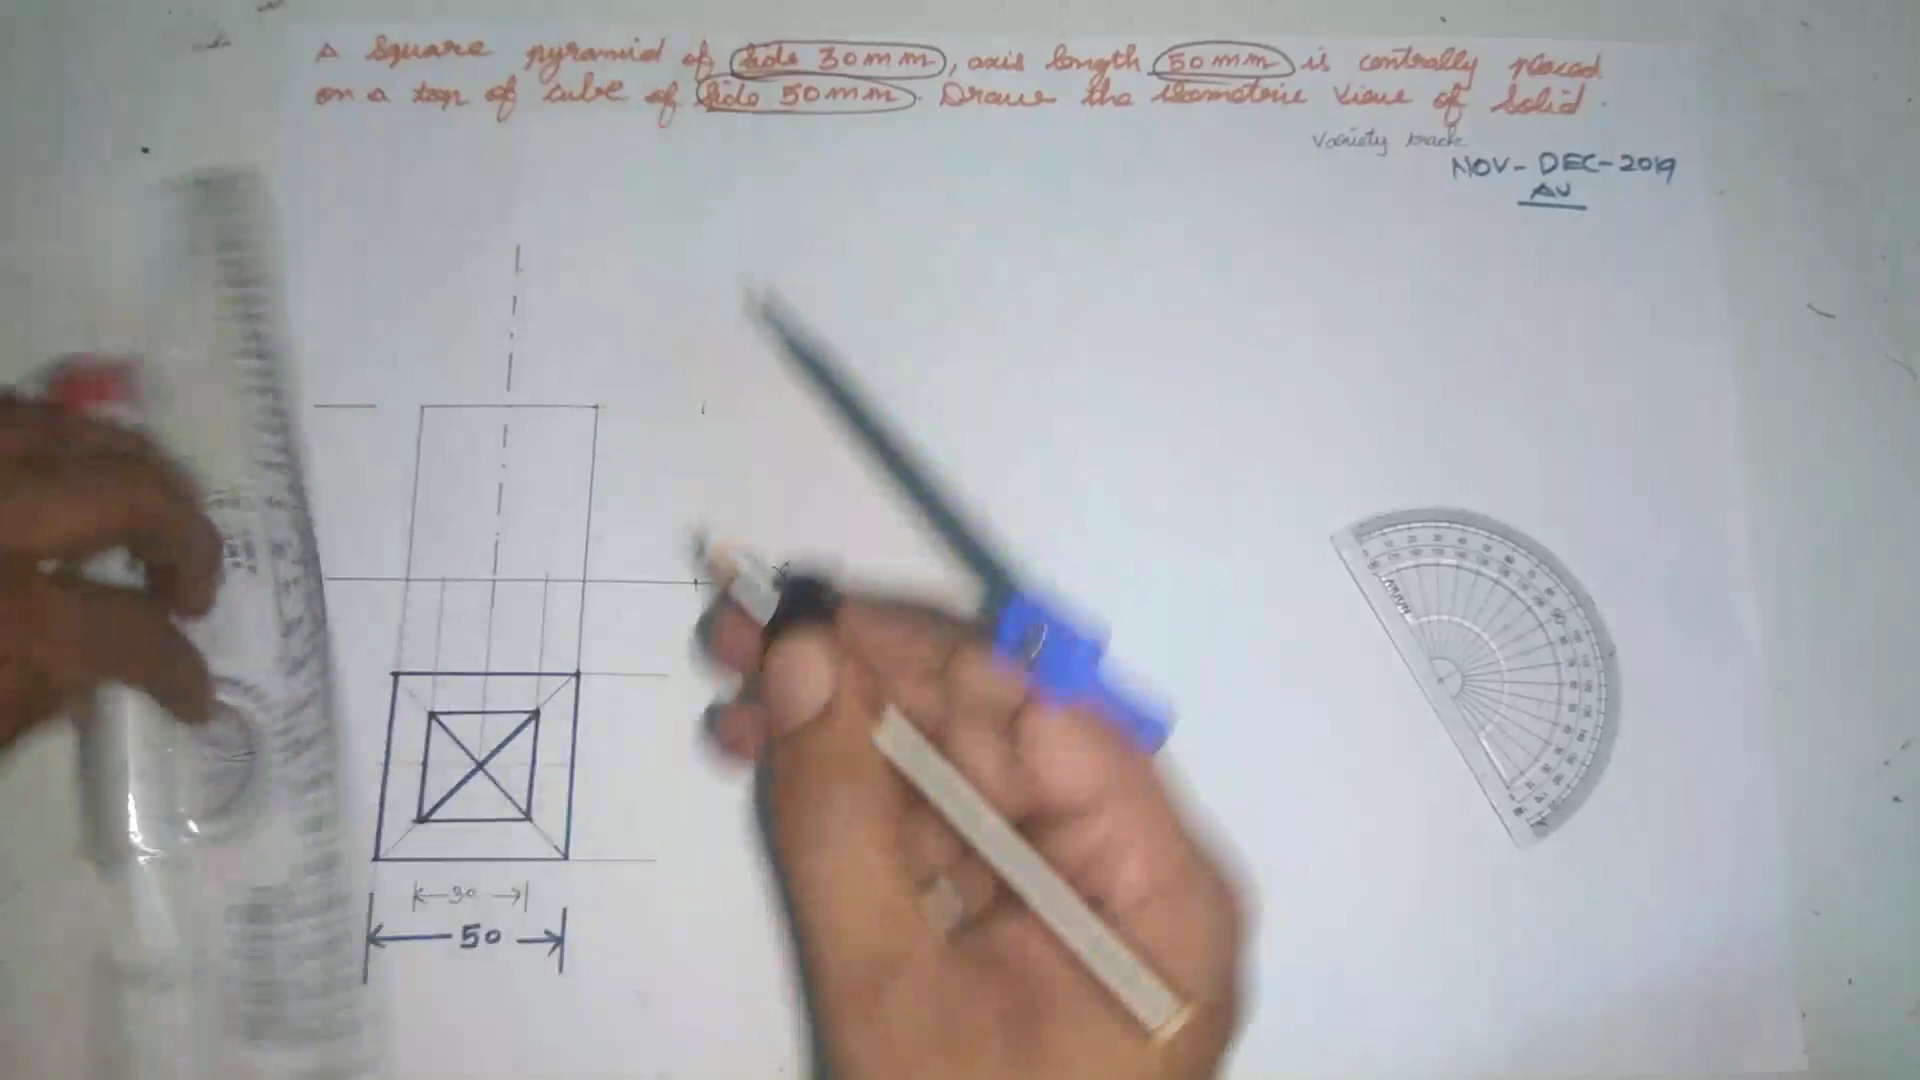 A Square pyramid of side 30mm, axis length 50mm is centrally placed
on a top of cube of side 50mm. Draw the isometric view of solid.
Variety
NOV-DEC-2019
AU
30
50